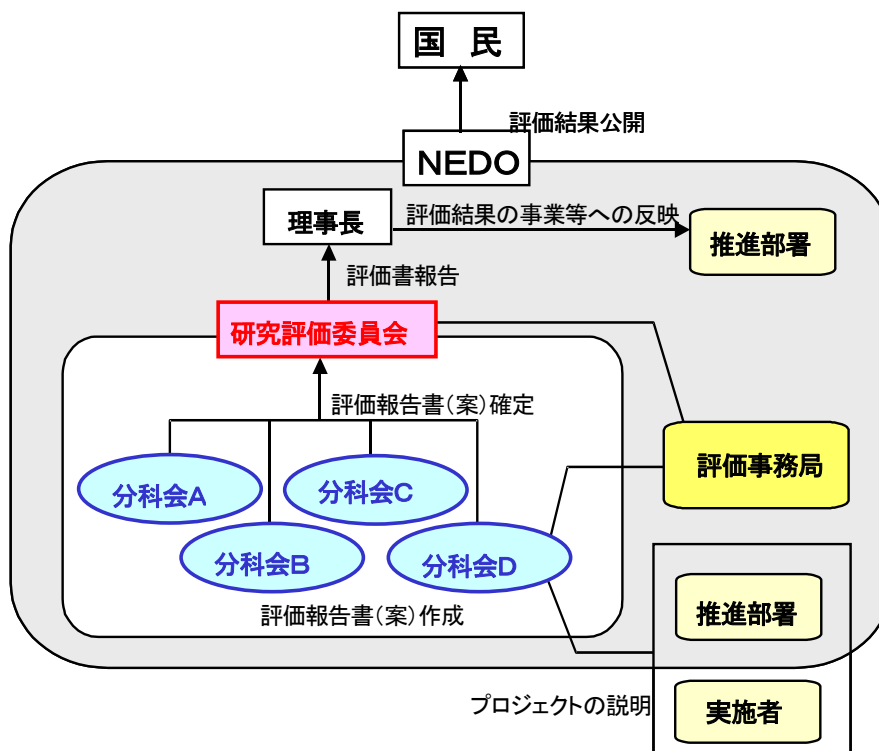 国 民
評価結果公開
NEDO
理事長
評価結果の事業等への反映
推進部署
評価書報告
研究評価委員会
評価報告書(案)確定
評価事務局
分科会A
分科会C
分科会B
分科会D
評価報告書(案)作成
推進部署
プロジェクトの説明
実施者